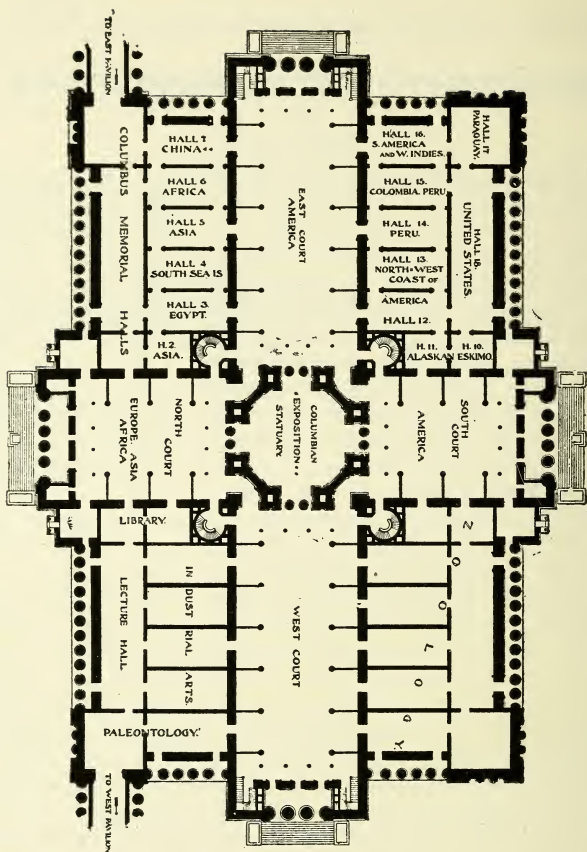 TO EAST PAVILION
COLUMBUS MEMORIAL HALLS
HALL 7
CHINA
HALL 6
AFRICA
HALL 5
ASIA
HALL 4
SOUTH SEA IS
HALL 3.
EGYPT.
H.2.
ASIA.
EAST COURT
AMERICA
HALL 16.
S. AMERICA
AND W. INDIES.
HALL 15.
COLOMBIA. PERU
HALL 14.
PERU.
HALL 13.
NORTH-WEST
COAST OF
AMERICA
HALL 12.
H. 11.
ALASKAN
H. 10.
ESKIMO.
HALL 17
PARAGUAY.
HALL 18.
UNITED STATES.
NORTH
COURT
EUROPE. ASIA
AFRICA
COLUMBIAN
EXPOSITION
STATUARY.
SOUTH
COURT
AMERICA
LIBRARY.
LECTURE HALL
INDUSTRIAL ARTS.
WEST COURT
ZOOLOGY.
PALEONTOLOGY.
TO WEST PAVILION